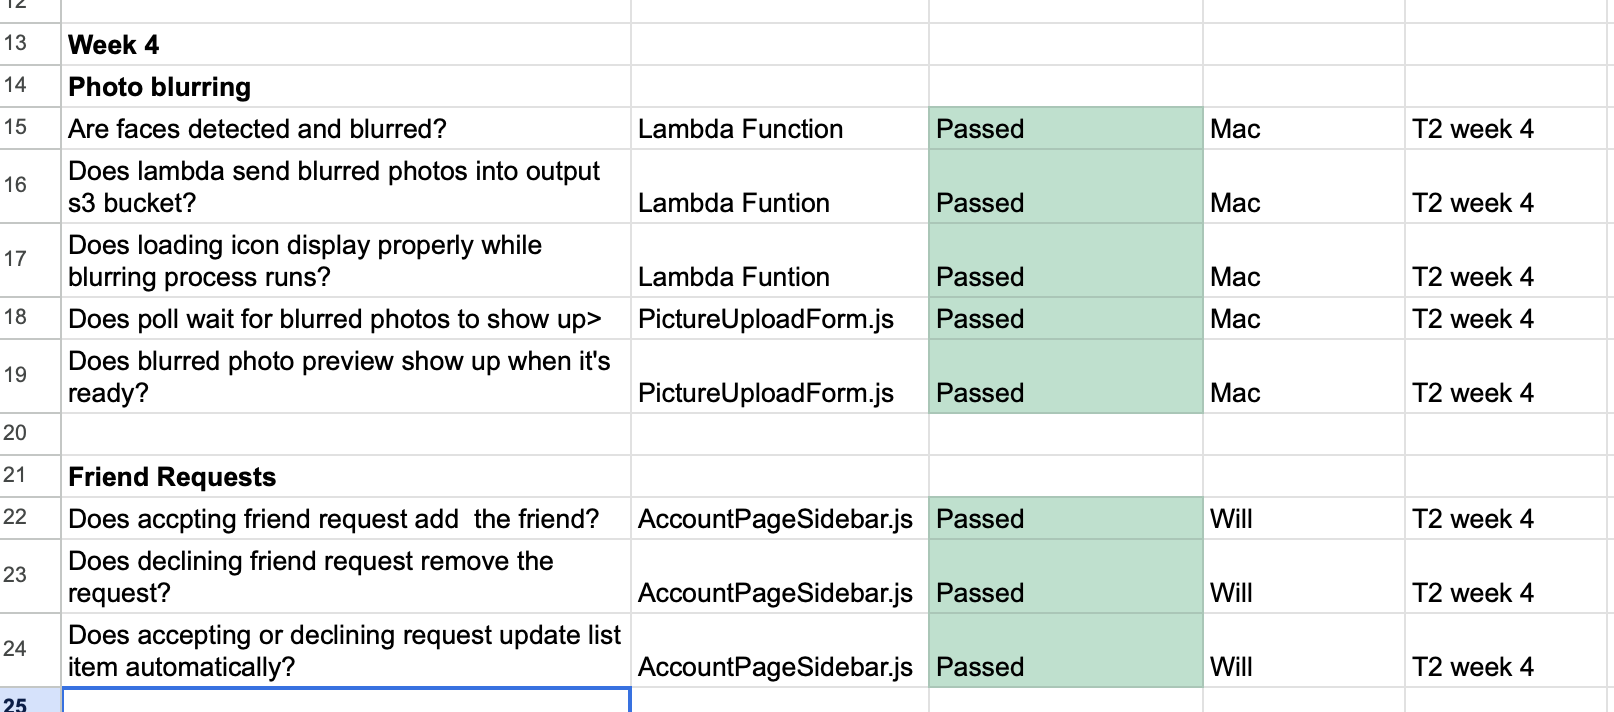 12
13 Week 4
14 Photo blurring
15 Are faces detected and blurred? Lambda Function Passed Mac T2 week 4
Does lambda send blurred photos into output
16 s3 bucket? Lambda Funtion Passed Mac T2 week 4
Does loading icon display properly while
17 blurring process runs? Lambda Funtion Passed Mac T2 week 4
18 Does poll wait for blurred photos to show up> PictureUploadForm.js Passed Mac T2 week 4
Does blurred photo preview show up when it's
19 ready? PictureUploadForm.js Passed Mac T2 week 4
20
21 Friend Requests
22 Does accpting friend request add  the friend? AccountPageSidebar.js Passed Will T2 week 4
Does declining friend request remove the
23 request? AccountPageSidebar.js Passed Will T2 week 4
Does accepting or declining request update list
24 item automatically? AccountPageSidebar.js Passed Will T2 week 4
25